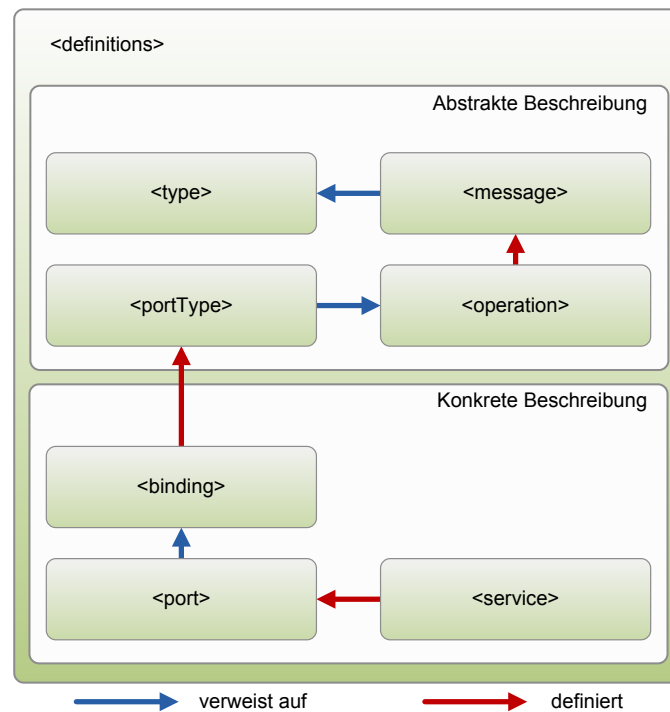 <definitions>
Abstrakte Beschreibung
<type>
<message>
<portType>
<operation>
Konkrete Beschreibung
<binding>
<port>
<service>
verweist auf
definiert